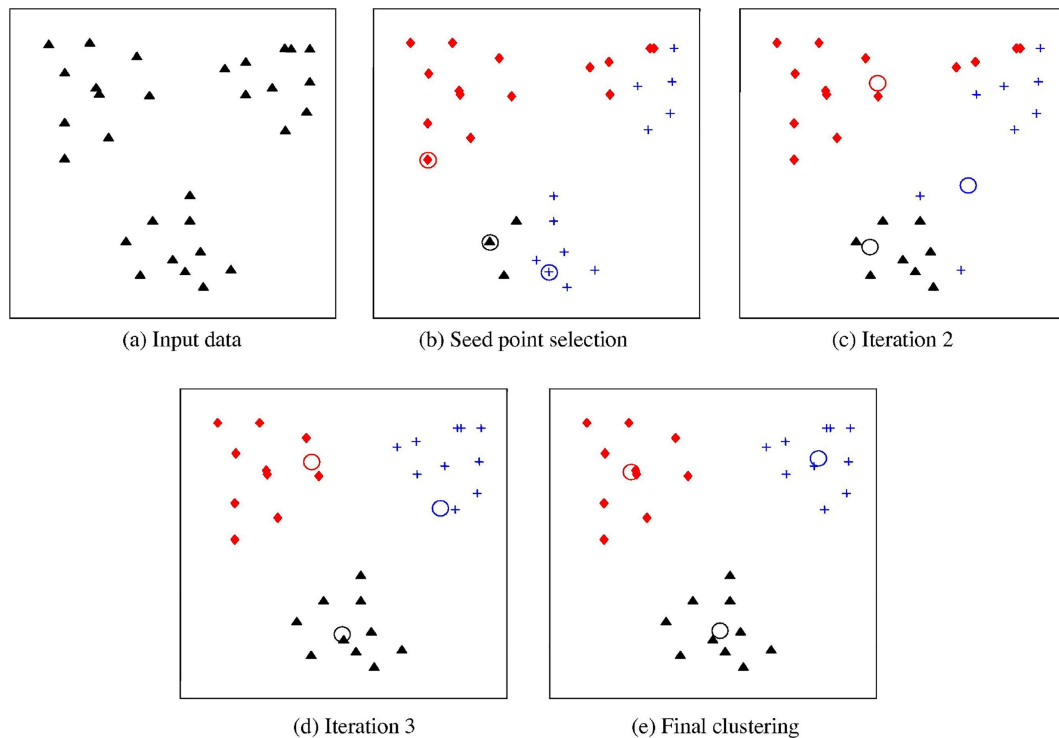 (a) Input data
(b) Seed point selection
(c) Iteration 2
(d) Iteration 3
(e) Final clustering